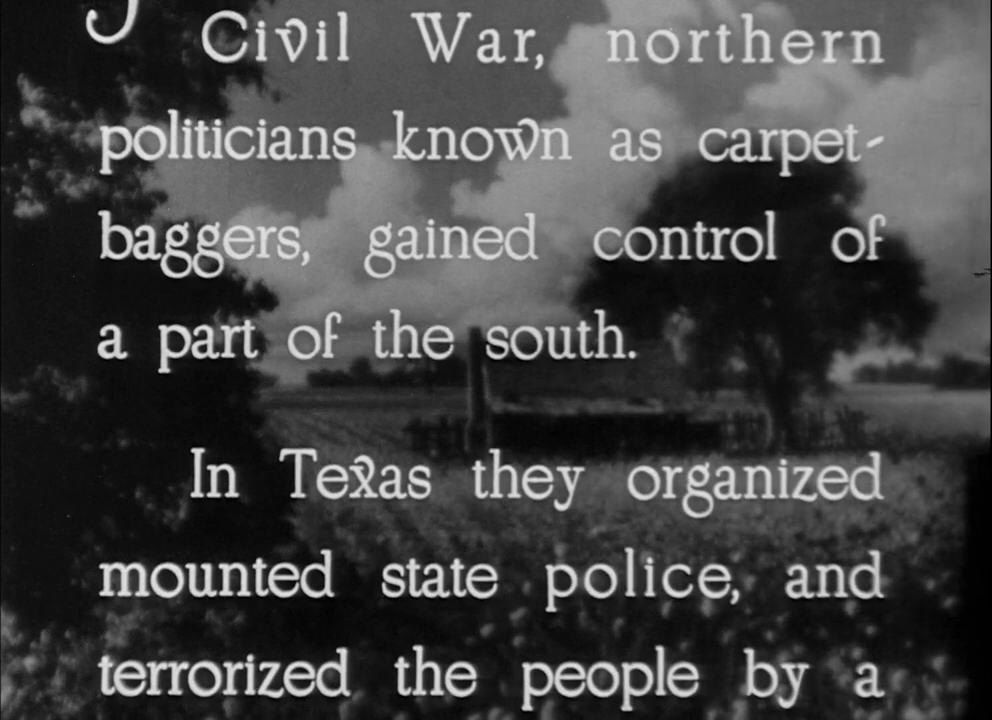 Civil War, northern
politicians known as carpet-
baggers, gained control of
a part of the south.
In Texas they organized
mounted state police, and
terrorized the people by a